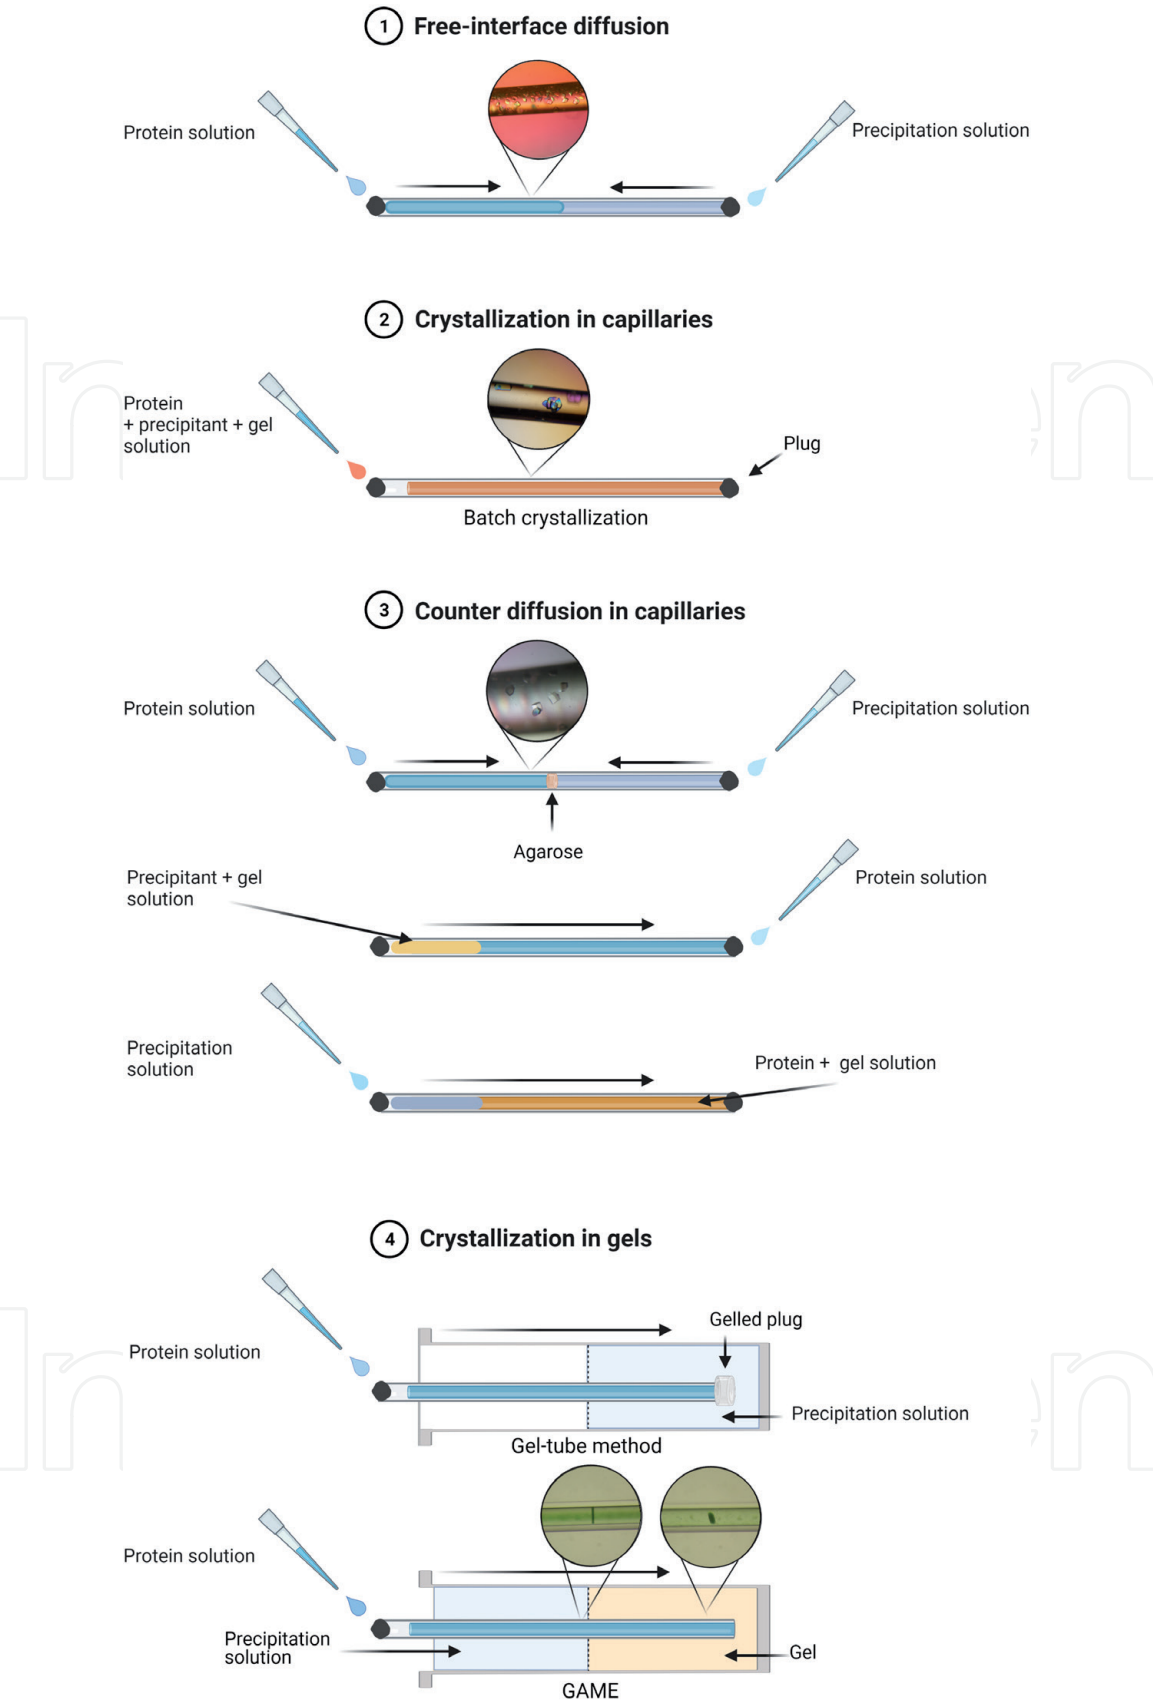 1 Free-interface diffusion
Protein solution
Precipitation solution
2 Crystallization in capillaries
Protein
+ precipitant + gel
solution
Plug
Batch crystallization
3 Counter diffusion in capillaries
Protein solution
Precipitation solution
Agarose
Precipitant + gel
solution
Protein solution
Precipitation
solution
Protein + gel solution
4 Crystallization in gels
Protein solution
Gelled plug
Precipitation solution
Gel-tube method
Protein solution
Precipitation
solution
Gel
GAME